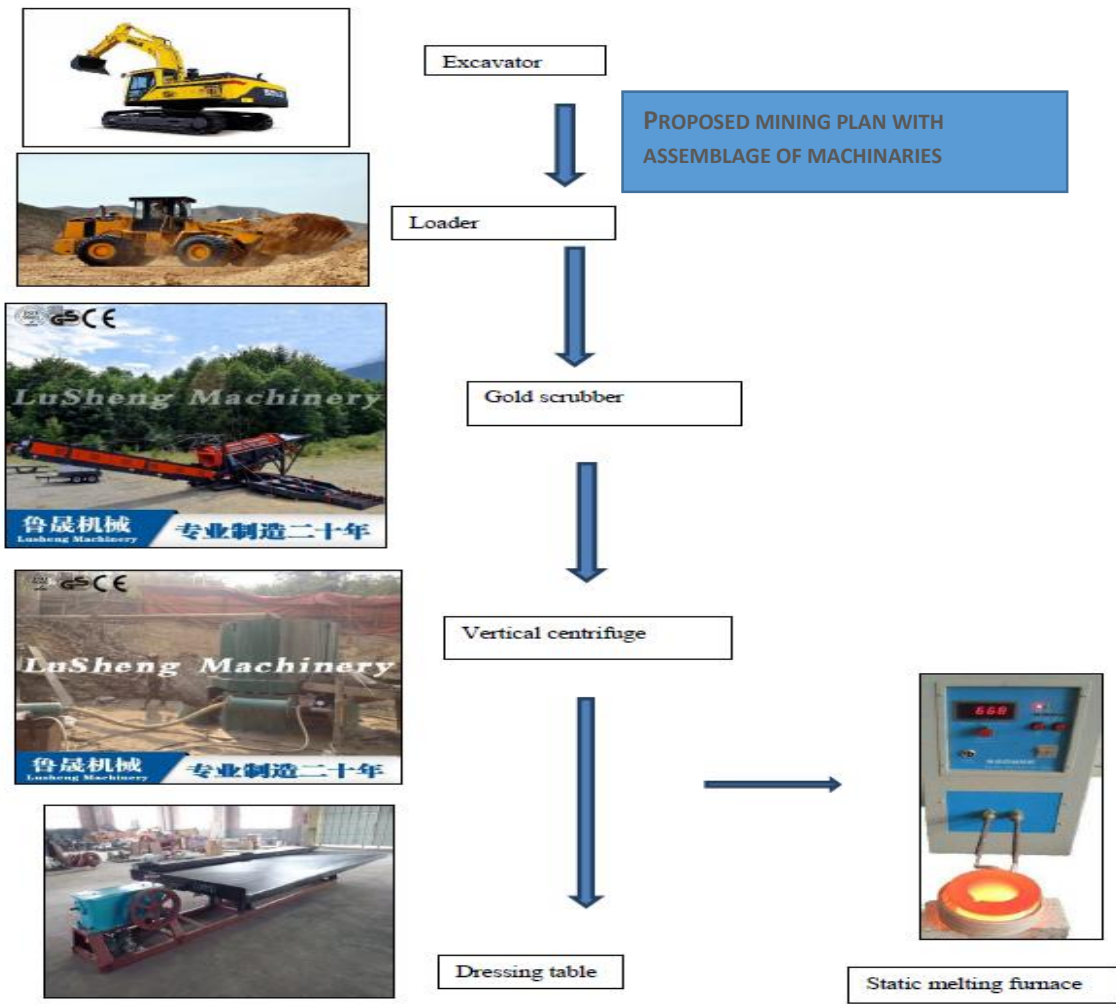 Excavator
PROPOSED MINING PLAN WITH
ASSEMBLAGE OF MACHINARIES
Loader
GS CE
LuSheng Machinery
Gold scrubber
鲁晟机械
Lusheng Machinery
专业制造二十年
GS CE
LuSheng Machinery
Vertical centrifuge
鲁晟机械
Lusheng Machinery
专业制造二十年
668
Dressing table
Static melting furnace